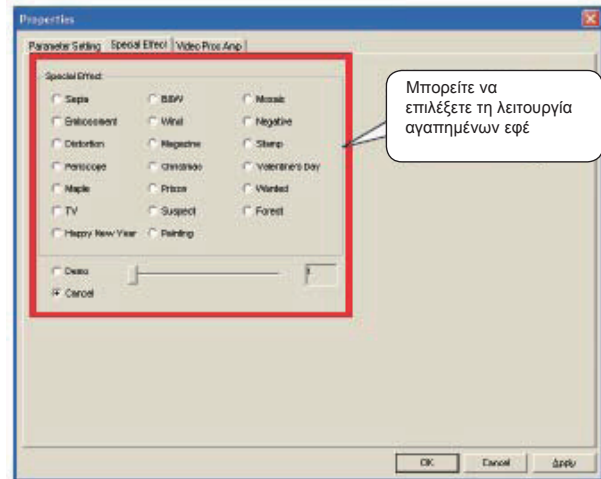 Properties
Parameter Setting Special Effect Video Proc Amp
Special Effect
Sepia B&W Mosaic
Embossment Wind Negative
Distortion Magazine Stamp
Periscope Christmas Valentine's Day
Maple Prison Wanted
TV Suspect Forest
Happy New Year Painting
Demo
Cancel
Μπορείτε να
επιλέξετε τη λειτουργία
αγαπημένων εφέ
OK Cancel Apply